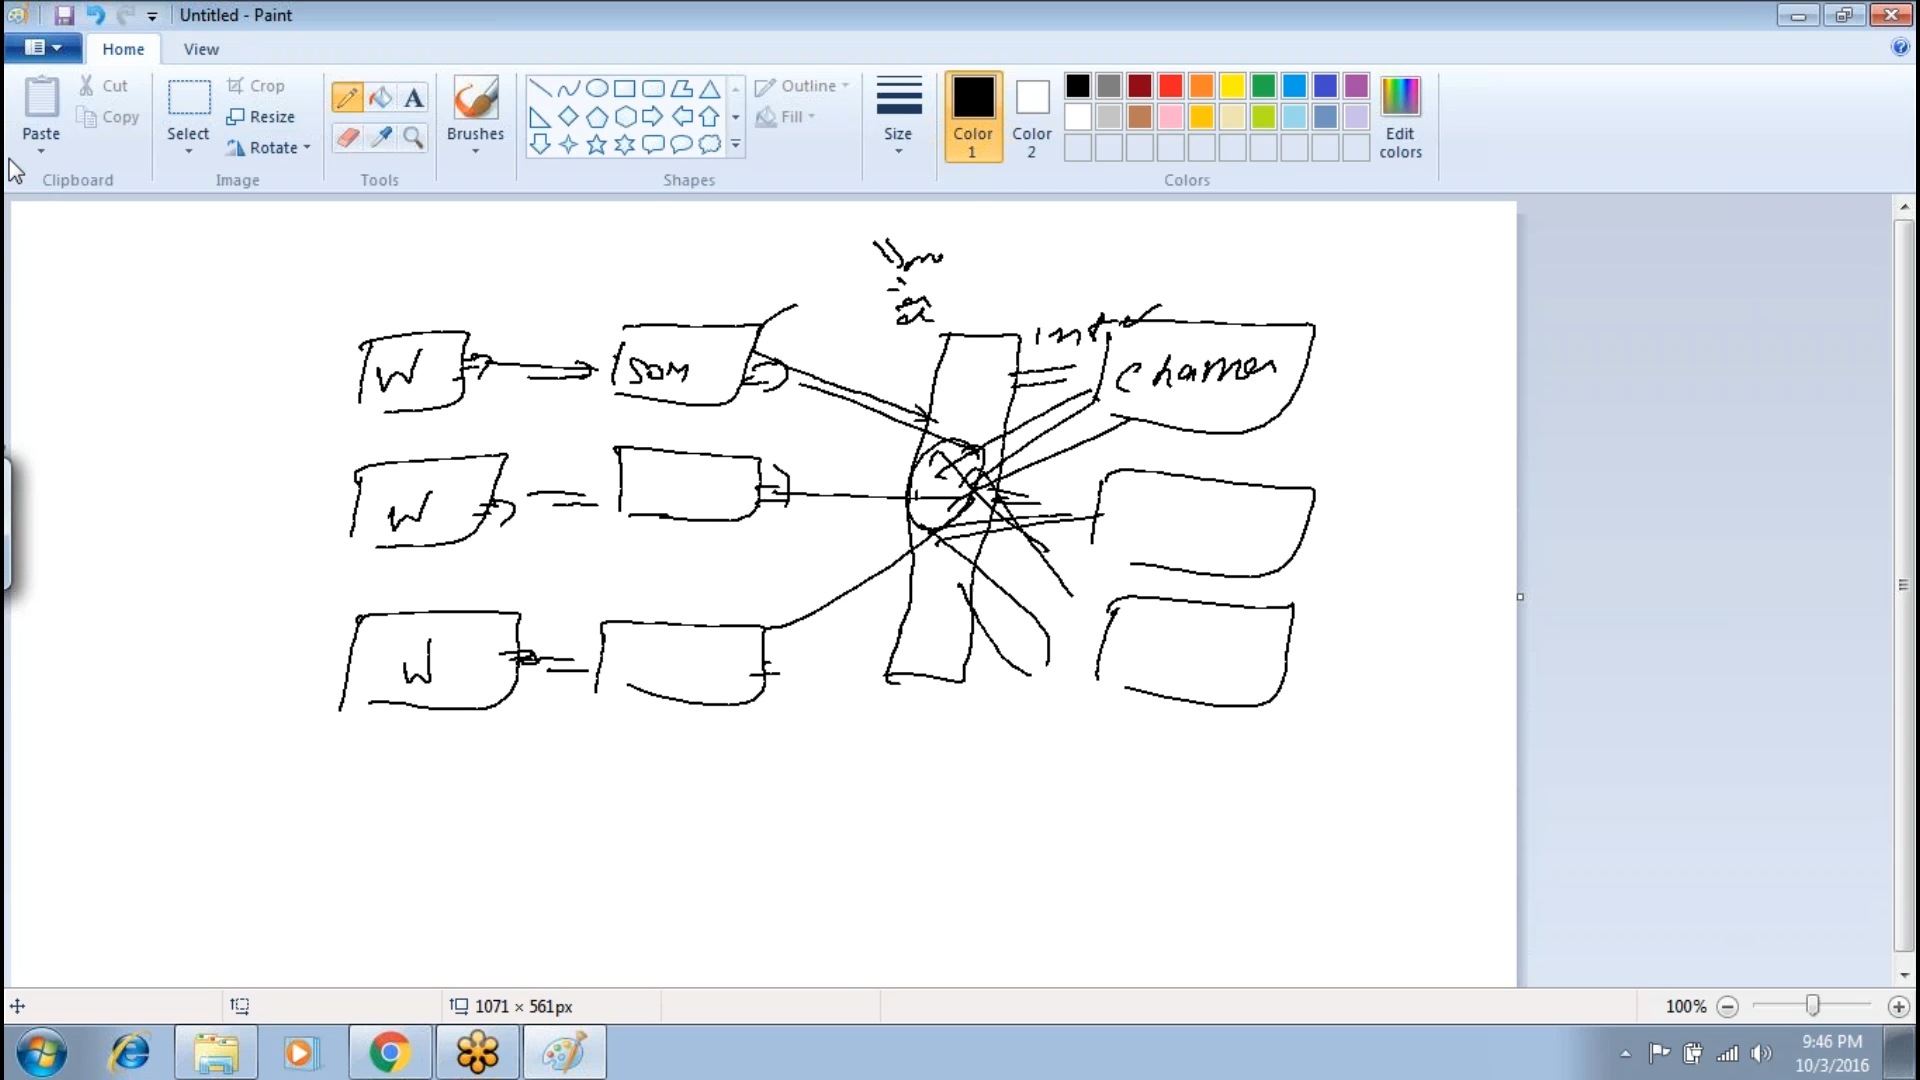 Untitled - Paint
Home
View
Paste
Cut
Copy
Clipboard
Select
Crop
Resize
Rotate
Image
Tools
Brushes
Shapes
Outline
Fill
Size
Color 1
Color 2
Edit colors
Colors
W
SOM
W
W
1071 × 561px
100%
9:46 PM
10/3/2016